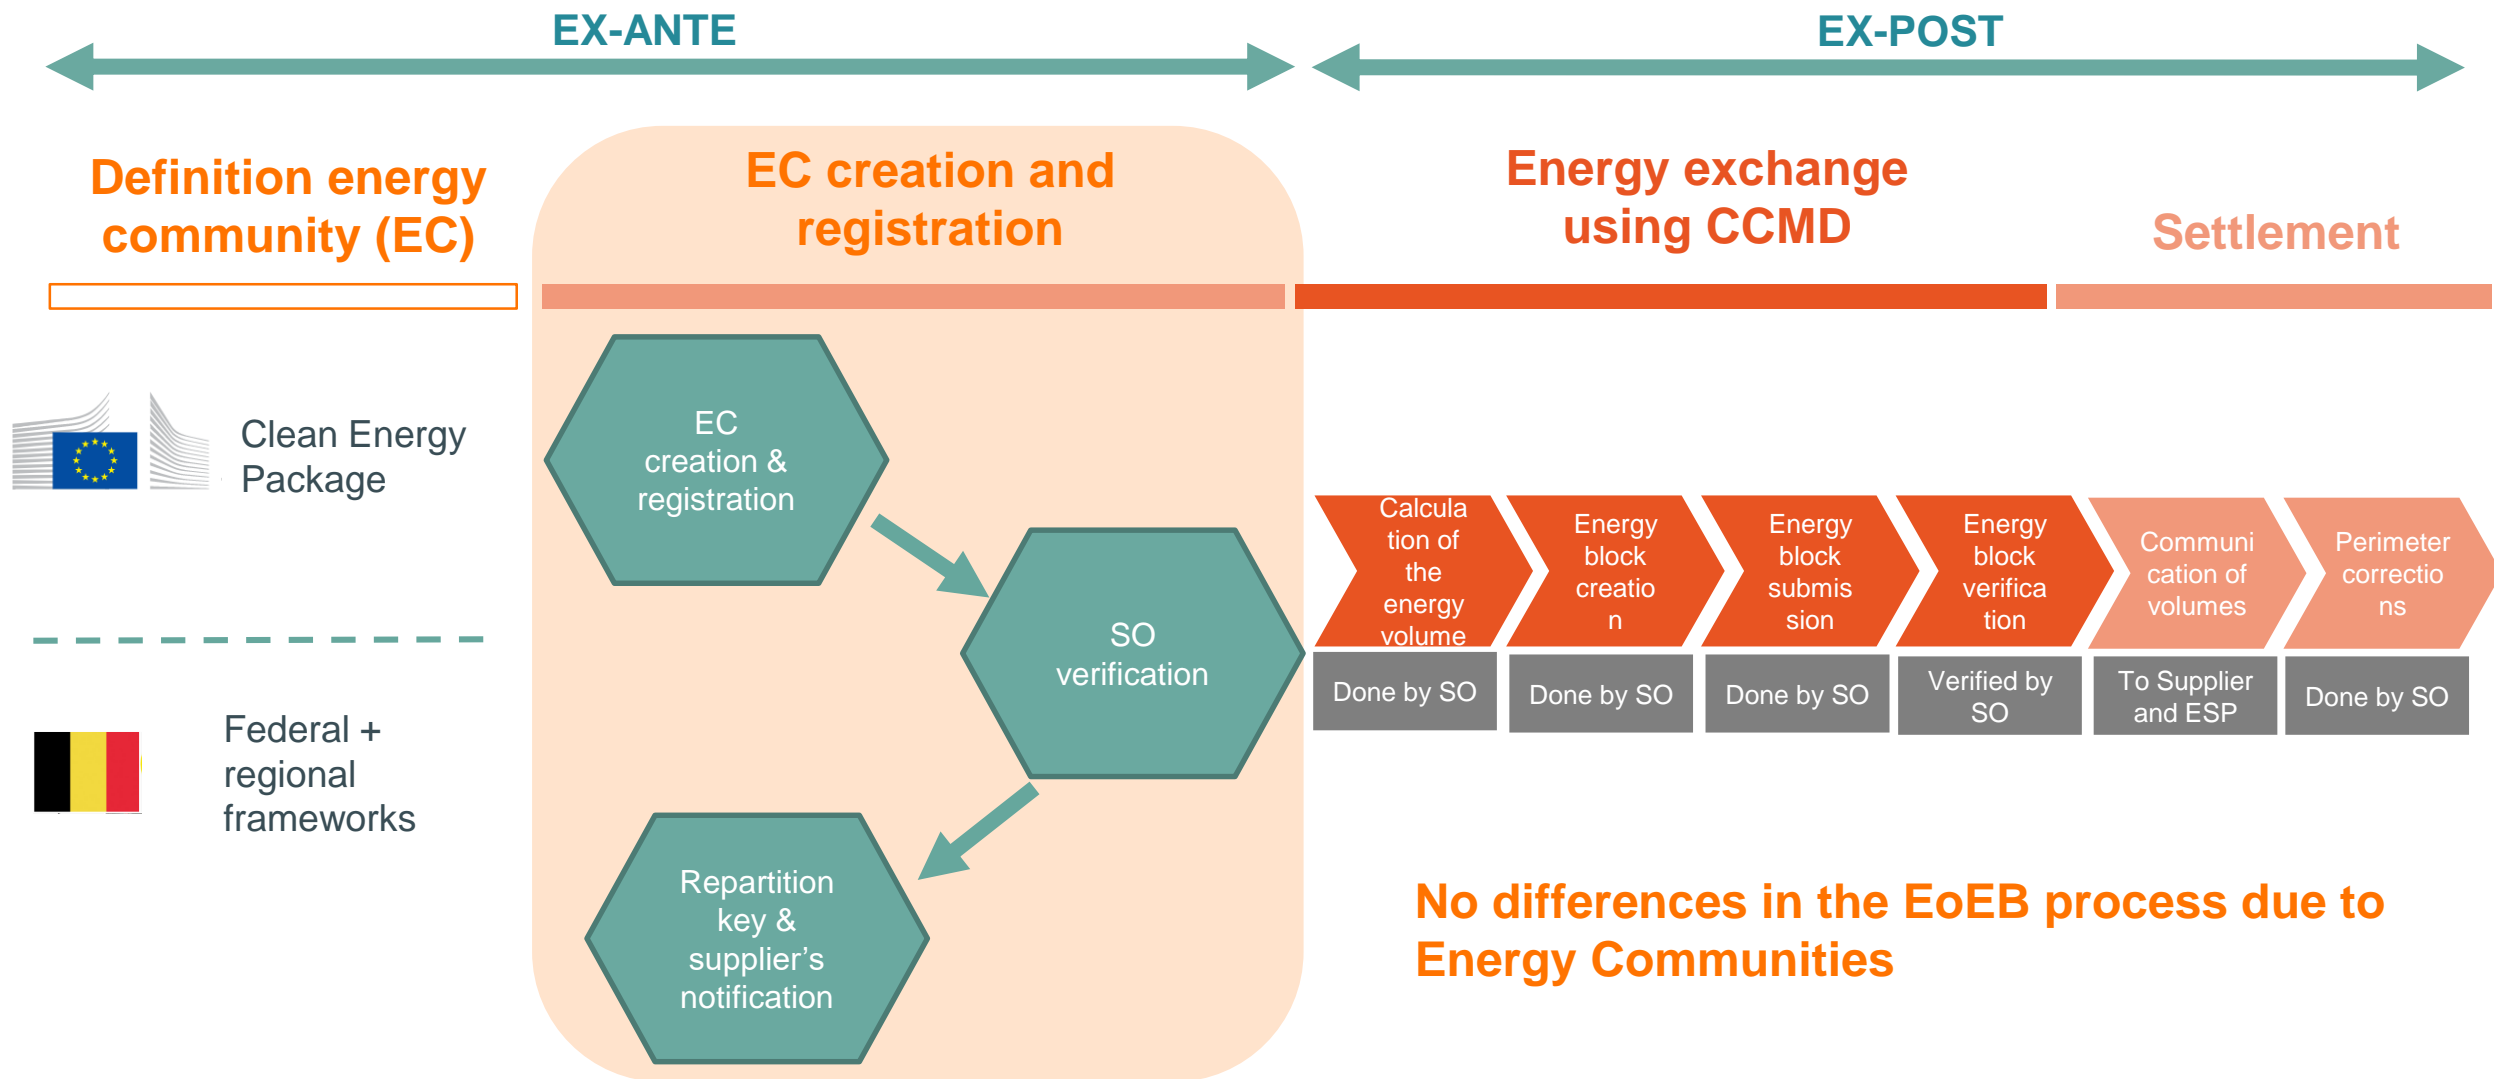 EX-ANTE
EX-POST
Definition energy
community (EC)
EC creation and
registration
Energy exchange
using CCMD
Settlement
Clean Energy
Package
Federal +
regional
frameworks
EC
creation &
registration
SO
verification
Repartition
key &
supplier’s
notification
Calcula
tion of
the
energy
volume
Energy
block
creatio
n
Energy
block
submis
sion
Energy
block
verifica
tion
Communi
cation of
volumes
Perimeter
correctio
ns
Done by SO
Done by SO
Done by SO
Verified by
SO
To Supplier
and ESP
Done by SO
No differences in the EoEB process due to
Energy Communities